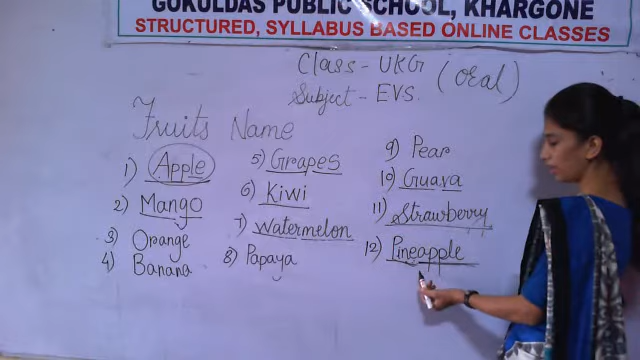 GOKULDAS PUBLIC SCHOOL, KHARGONE
STRUCTURED, SYLLABUS BASED ONLINE CLASSES
Class - UKG (Oral)
Subject - EVS.
Fruits Name
1) Apple
2) Mango
3) Orange
4) Banana
5) Grapes
6) Kiwi
7) Watermelon
8) Papaya
9) Pear
10) Guava
11) Strawberry
12) Pineapple